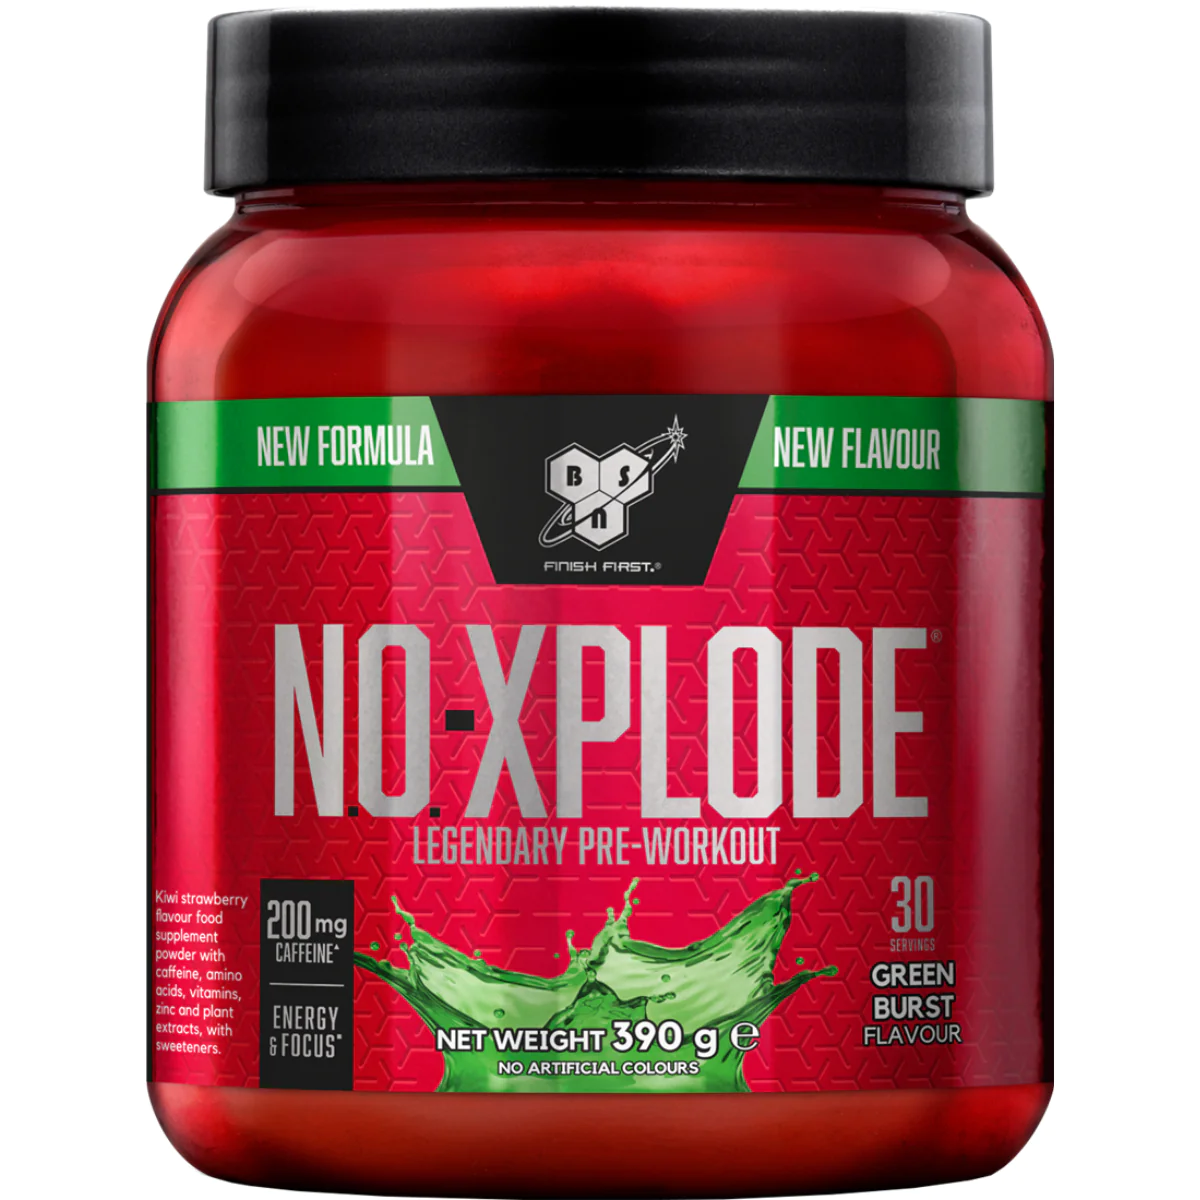 NEW FORMULA
NEW FLAVOUR
B S
n
FINISH FIRST.®
N.O.-XPLODE®
LEGENDARY PRE-WORKOUT
Kiwi strawberry
flavour food
supplement
powder with
caffeine, amino
acids, vitamins,
zinc and plant
extracts, with
sweeteners.
200 mg
CAFFEINE▲
ENERGY
& FOCUS*
30
SERVINGS
GREEN
BURST
FLAVOUR
NET WEIGHT 390 g ℮
NO ARTIFICIAL COLOURS